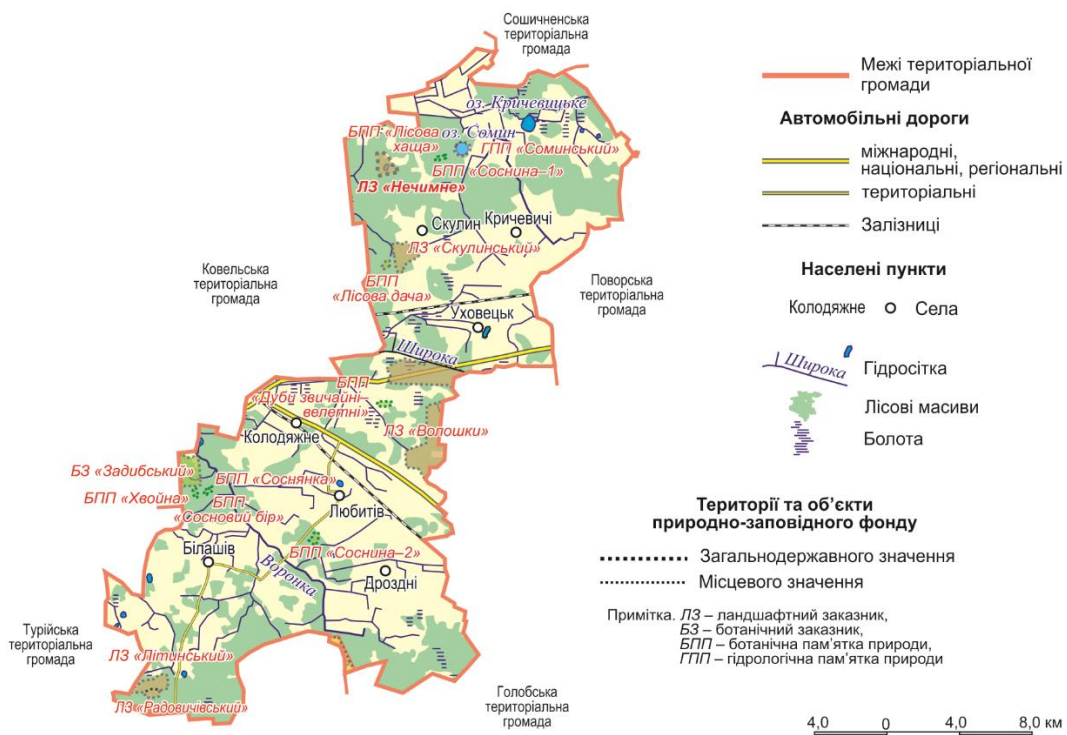 Сошичненська
територіальна
громада
оз. Кричевицьке
БПП «Лісова
хаща»
оз. Сомин
ГПП «Соминський»
БПП «Соснина–1»
ЛЗ «Нечимне»
Скулин
Кричевичі
ЛЗ «Скулинський»
Ковельська
територіальна
громада
БПП
«Лісова дача»
Поворська
територіальна
громада
Уховецьк
Широка
БПП
«Дуби звичайні–
велетні»
Колодяжне
ЛЗ «Волошки»
БЗ «Задибський»
БПП «Соснянка»
БПП «Хвойна»
БПП
«Сосновий бір»
Любитів
Білашів
БПП «Соснина–2»
Воронка
Дроздні
Турійська
територіальна
громада
ЛЗ «Літинський»
ЛЗ «Радовичівський»
Голобська
територіальна
громада
Межі територіальної
громади
Автомобільні дороги
міжнародні,
національні, регіональні
територіальні
Залізниці
Населені пункти
Колодяжне
Села
Широка
Гідросітка
Лісові масиви
Болота
Території та об’єкти
природно-заповідного фонду
Загальнодержавного значення
Місцевого значення
Примітка. ЛЗ – ландшафтний заказник,
БЗ – ботанічний заказник,
БПП – ботанічна пам’ятка природи,
ГПП – гідрологічна пам’ятка природи
4,0 0 4,0 8,0 км